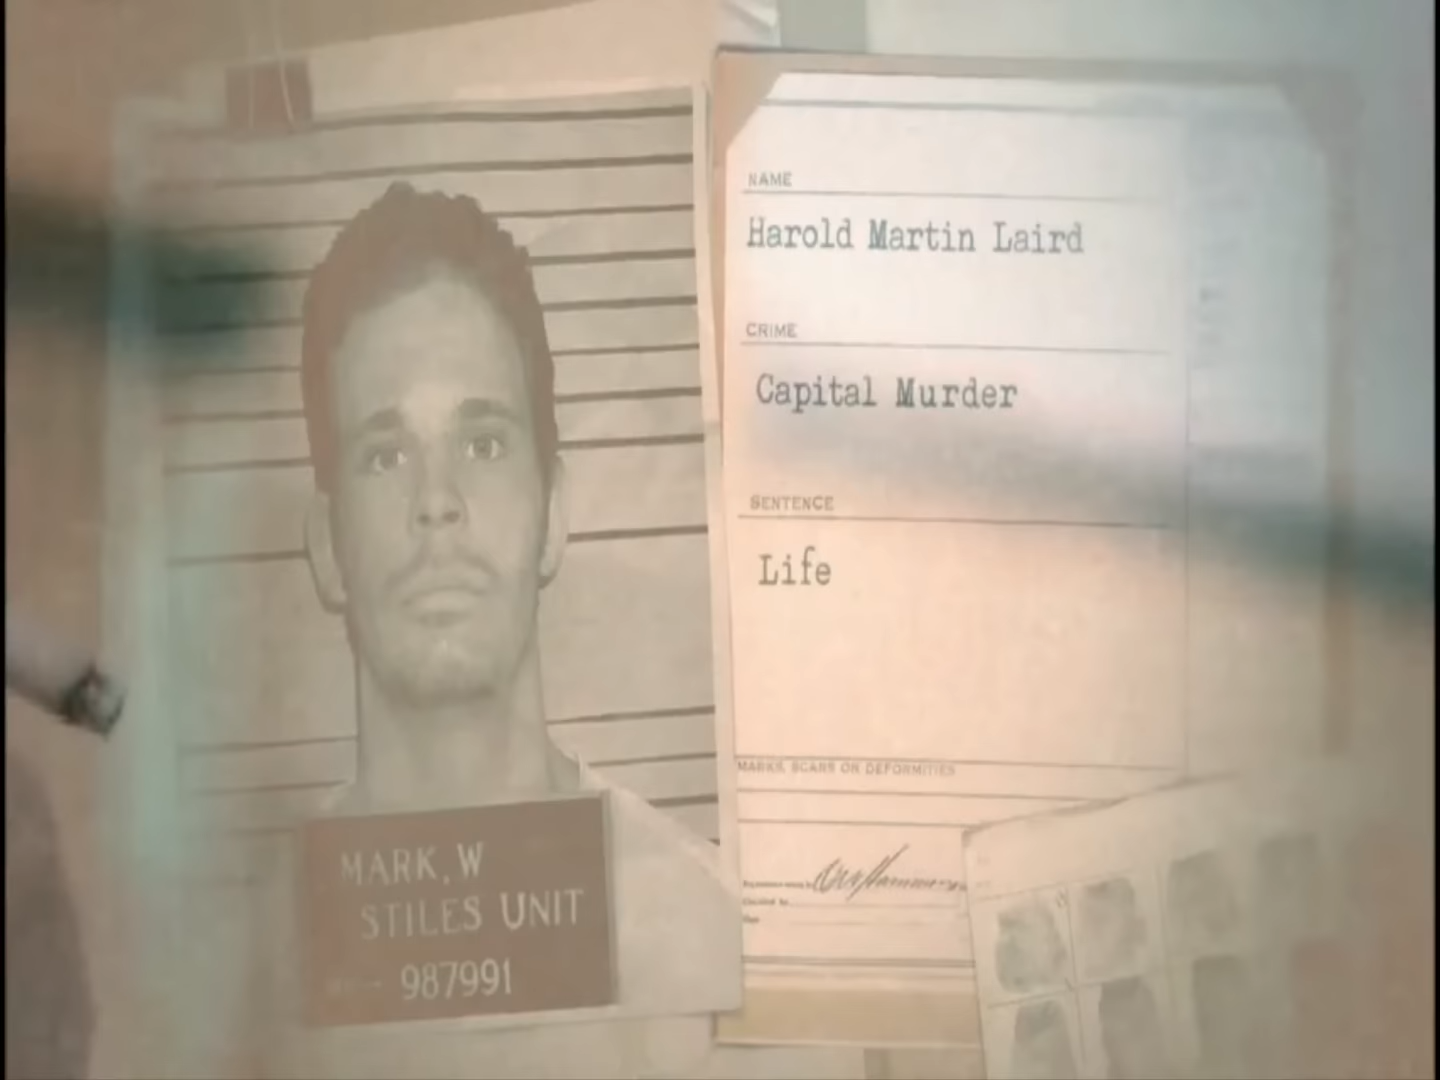 NAME
Harold Martin Laird
CRIME
Capital Murder
SENTENCE
Life
MARKS, SCARS OR DEFORMITIES
MARK, W
STILES UNIT
987991